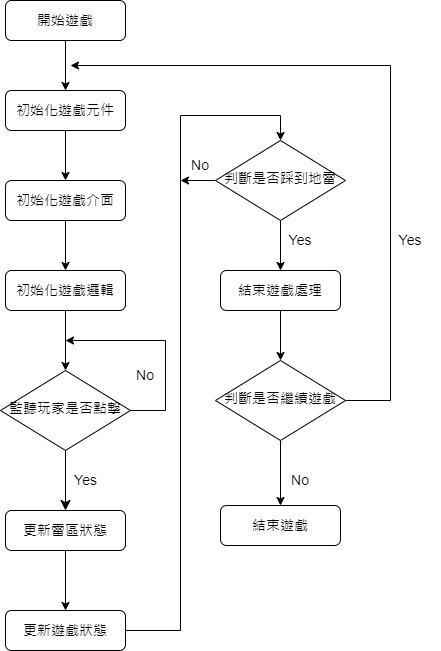 開始遊戲
初始化遊戲元件
初始化遊戲介面
初始化遊戲邏輯
No
監聽玩家是否點擊
Yes
更新雷區狀態
更新遊戲狀態
No
判斷是否踩到地雷
Yes
Yes
結束遊戲處理
判斷是否繼續遊戲
No
結束遊戲